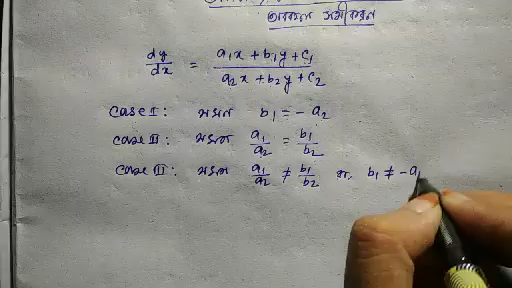 অবকল সমীকরণ
dy/dx = (a₁x + b₁y + c₁)/(a₂x + b₂y + c₂)
Case I: যখন b₁ = - a₂
Case II: যখন a₁/a₂ = b₁/b₂
Case III: যখন a₁/a₂ ≠ b₁/b₂ বা, b₁ ≠ - a